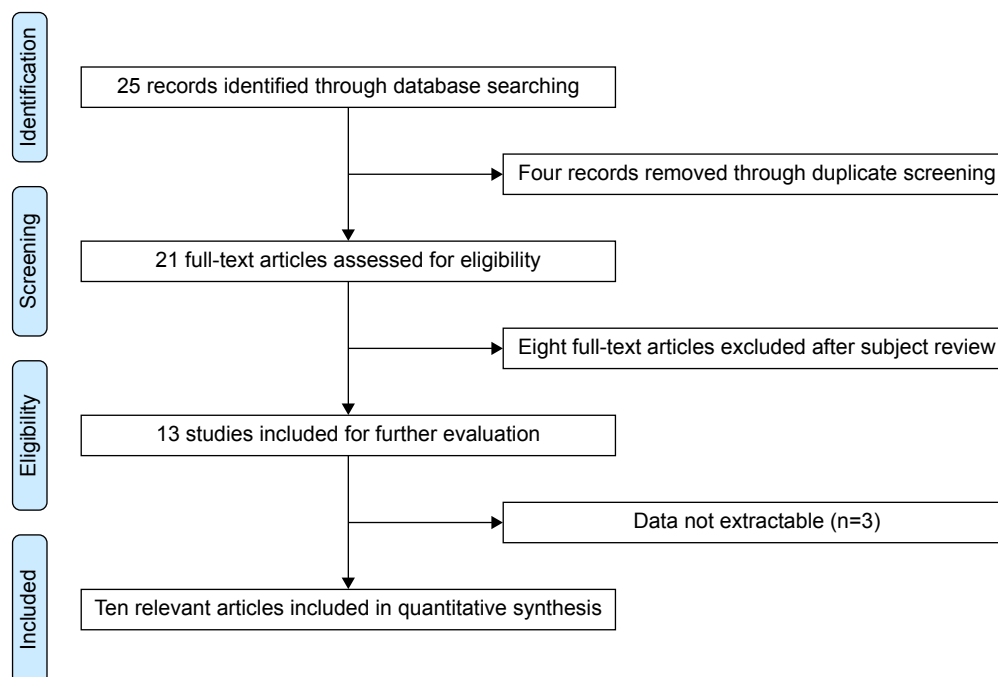 Identification
25 records identified through database searching
Four records removed through duplicate screening
Screening
21 full-text articles assessed for eligibility
Eight full-text articles excluded after subject review
Eligibility
13 studies included for further evaluation
Data not extractable (n=3)
Included
Ten relevant articles included in quantitative synthesis